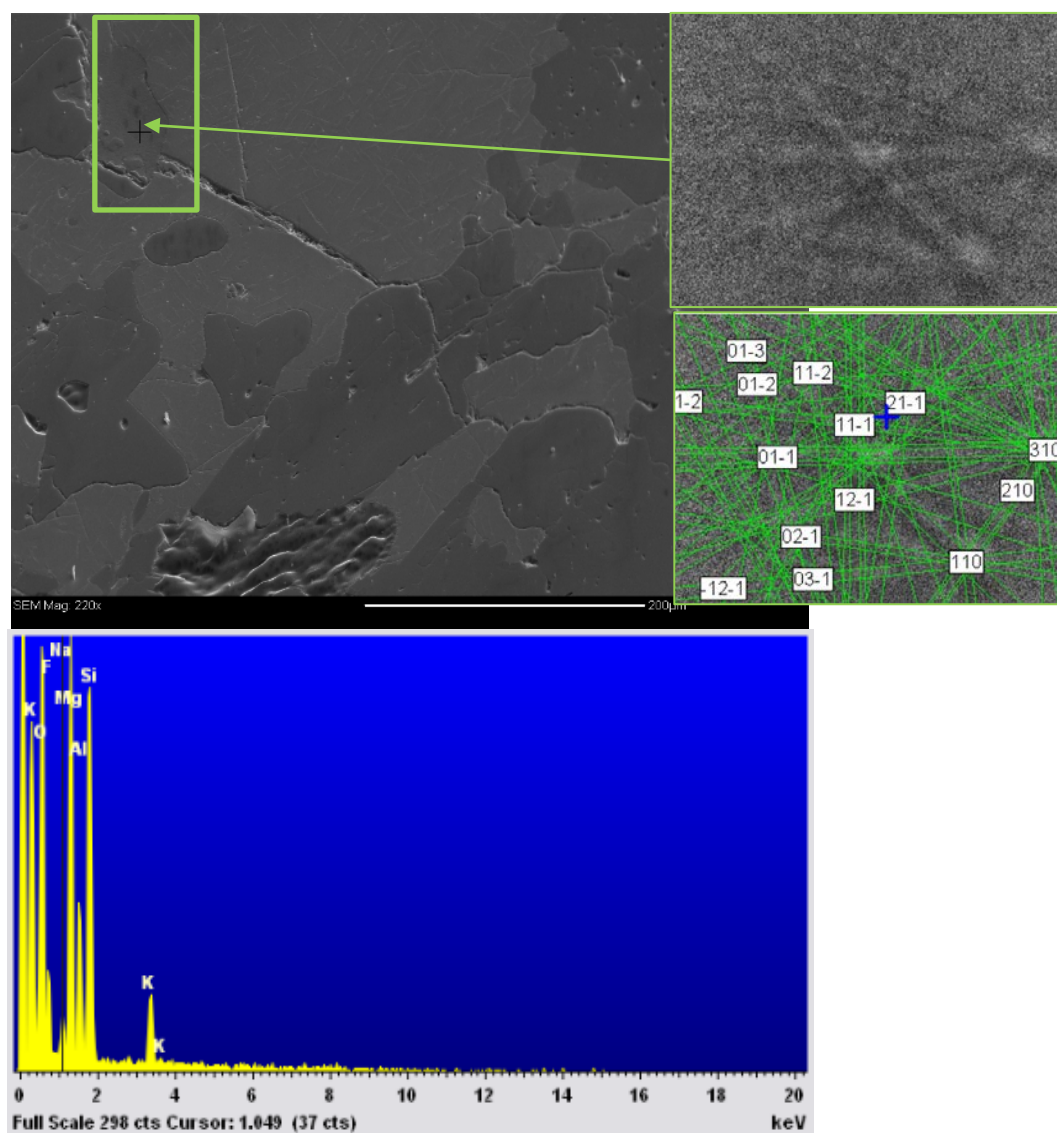 01-3
11-2
01-2
1-2
21-1
11-1
01-1
310
210
12-1
02-1
110
-12-1
03-1
SEM Mag: 220x
200µm
Na
F
Si
Mg
K
O
Al
K
K
0 2 4 6 8 10 12 14 16 18 20
Full Scale 298 cts Cursor: 1.049 (37 cts) keV